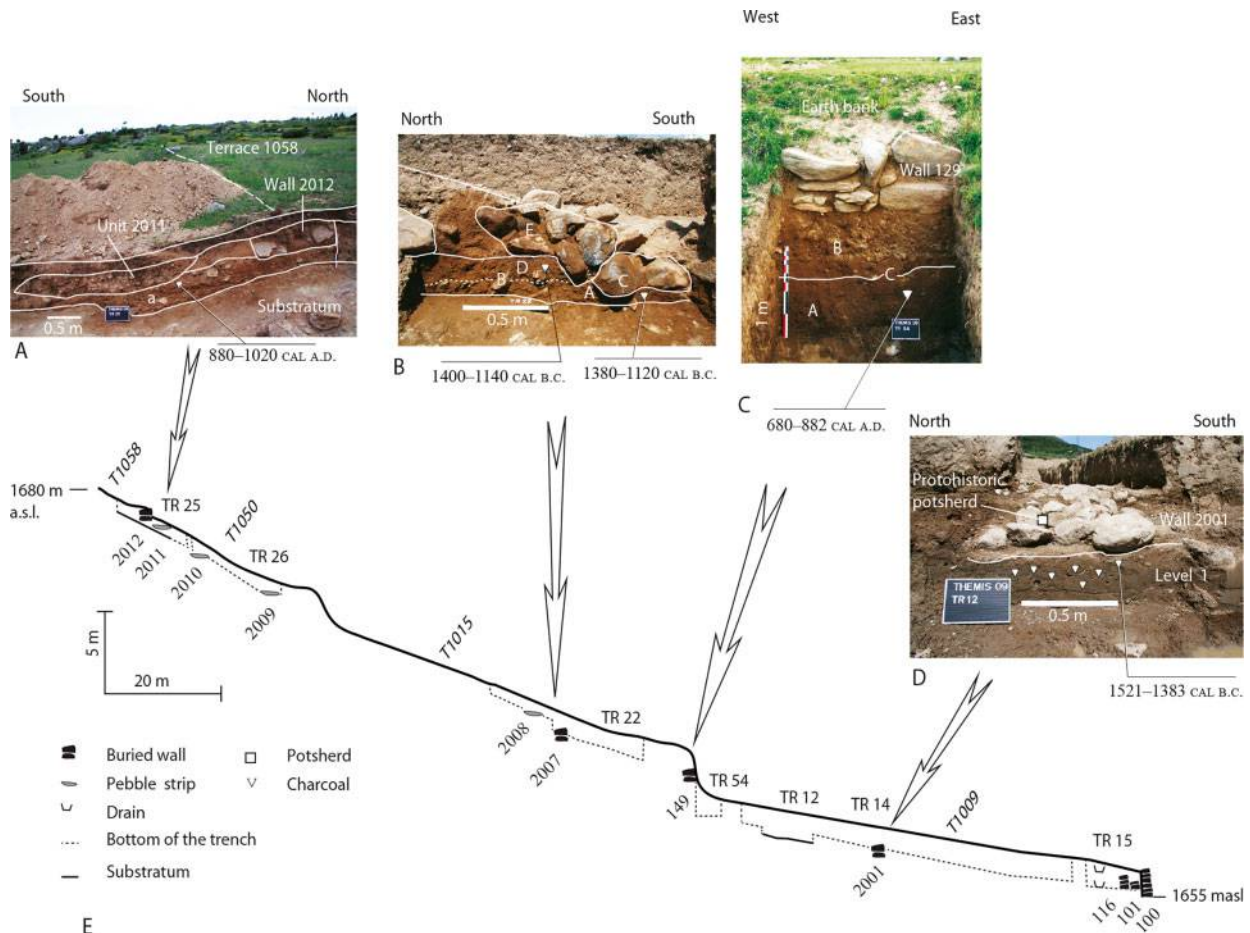 South
North
Terrace 1058
Wall 2012
Unit 2011
a
Substratum
0.5 m
A
880–1020 CAL A.D.
North
South
E
D
B
A
C
0.5 m
B
1400–1140 CAL B.C.
1380–1120 CAL B.C.
West
East
Earth bank
Wall 129
B
C
A
1 m
C
680–882 CAL A.D.
North
South
Protohistoric
potsherd
Wall 2001
Level 1
THEMIS 09
TR 12
0.5 m
D
1521–1383 CAL B.C.
1680 m
a.s.l.
T1058
TR 25
T1050
TR 26
2012
2011
2010
2009
5 m
20 m
T1015
TR 22
2008
2007
149
TR 54
TR 12
TR 14
T1009
TR 15
2001
116
101
100
1655 masl
Buried wall
Potsherd
Pebble strip
Charcoal
Drain
Bottom of the trench
Substratum
E